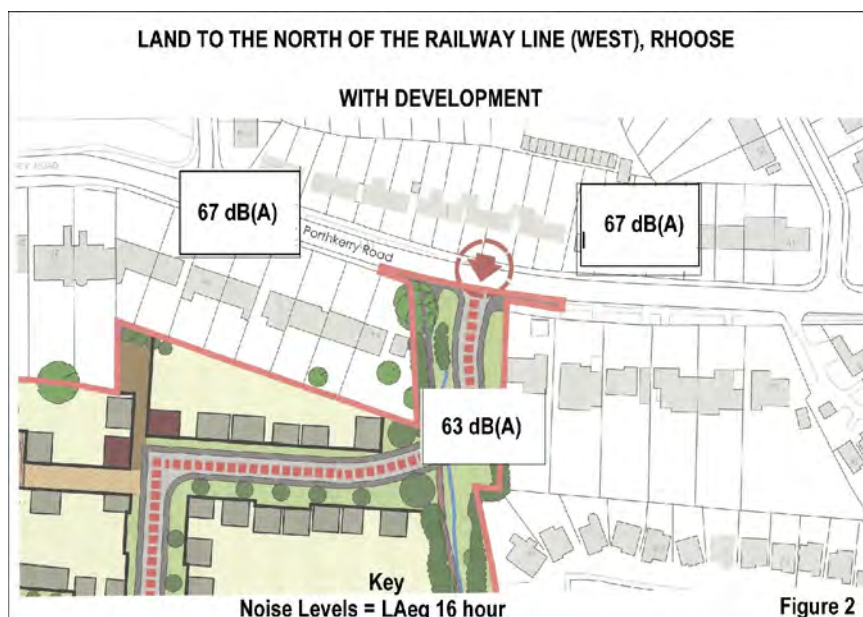 LAND TO THE NORTH OF THE RAILWAY LINE (WEST), RHOOSE
WITH DEVELOPMENT
67 dB(A)
67 dB(A)
Porthkerry Road
63 dB(A)
Key
Noise Levels = LAeq 16 hour
Figure 2